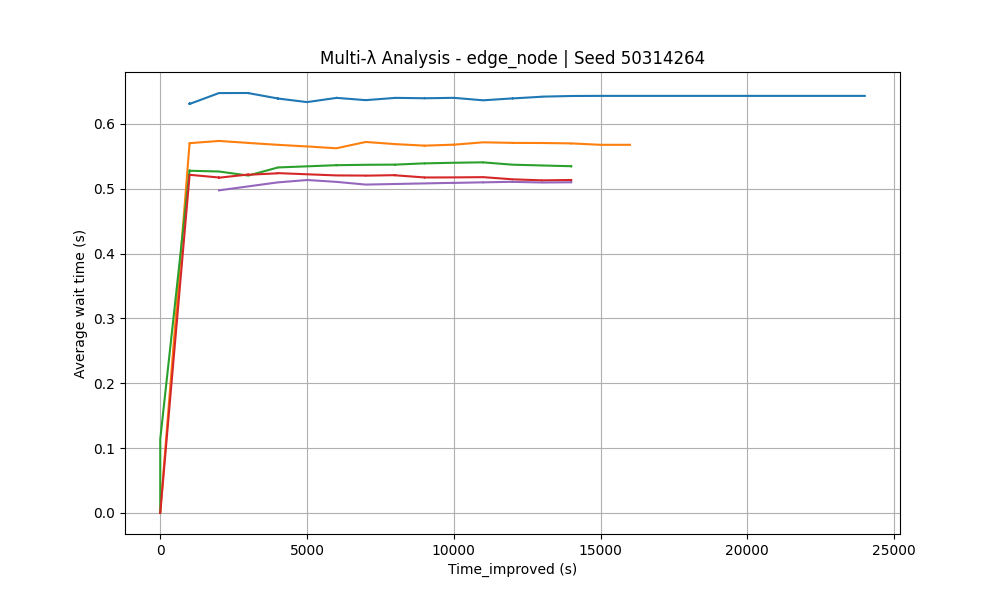 Multi-λ Analysis - edge_node | Seed 50314264
Average wait time (s)
0.6
0.5
0.4
0.3
0.2
0.1
0.0
0 5000 10000 15000 20000 25000
Time_improved (s)